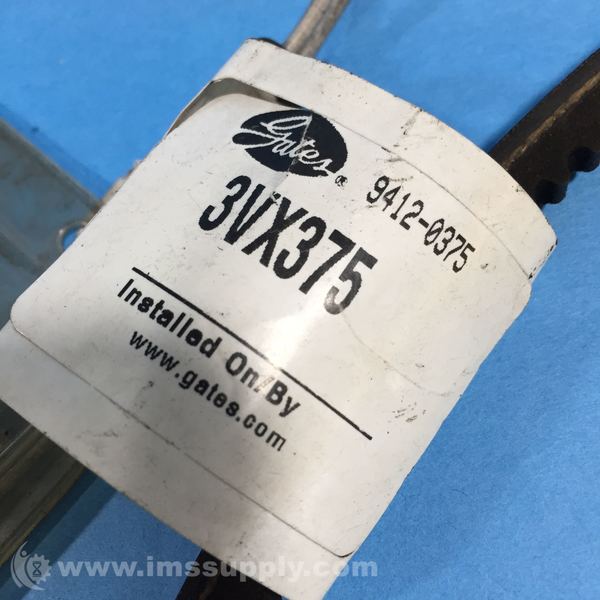 Gates®
9412-0375
3VX375
Installed On/By
www.gates.com
www.imssupply.com